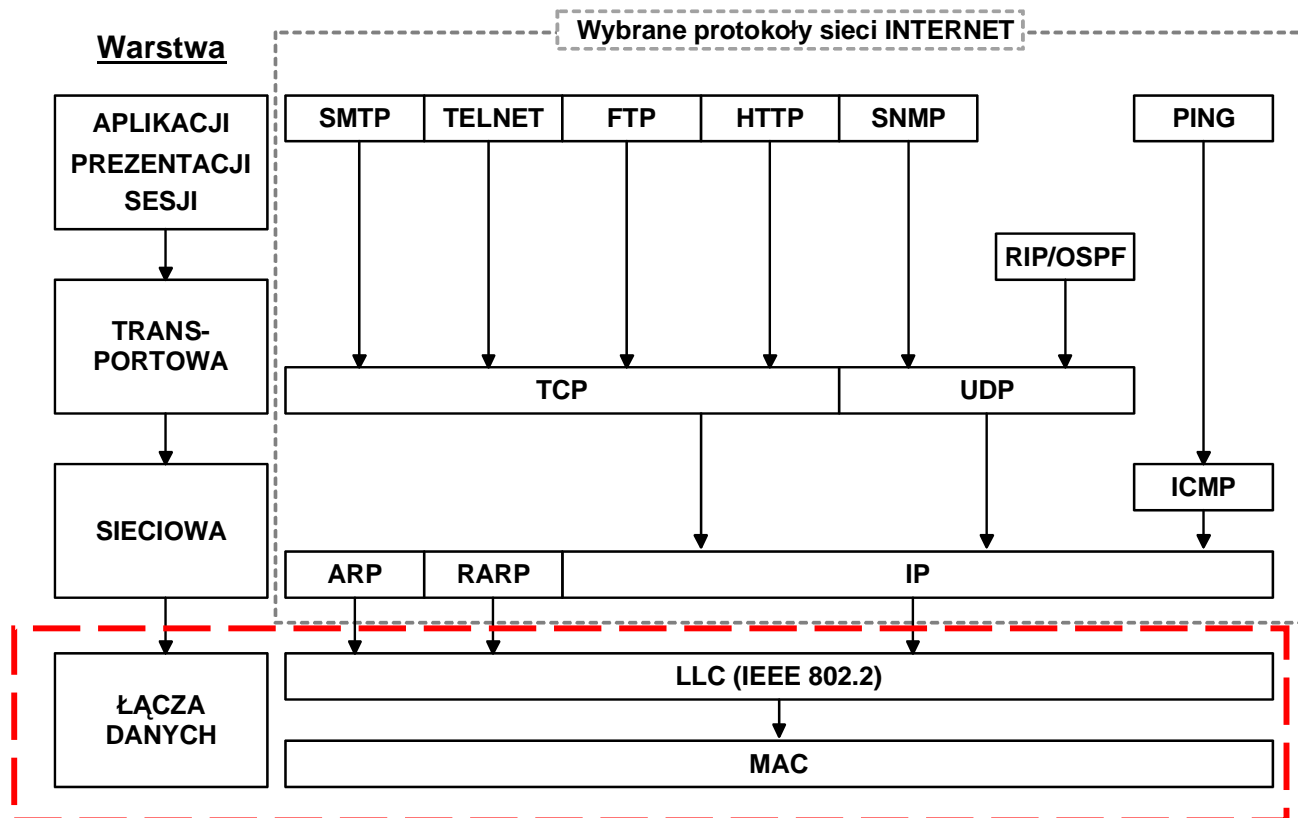 Wybrane protokoły sieci INTERNET
Warstwa
APLIKACJI
PREZENTACJI
SESJI
SMTP
TELNET
FTP
HTTP
SNMP
PING
RIP/OSPF
TRANS-
PORTOWA
TCP
UDP
SIECIOWA
ICMP
ARP
RARP
IP
ŁĄCZA
DANYCH
LLC (IEEE 802.2)
MAC